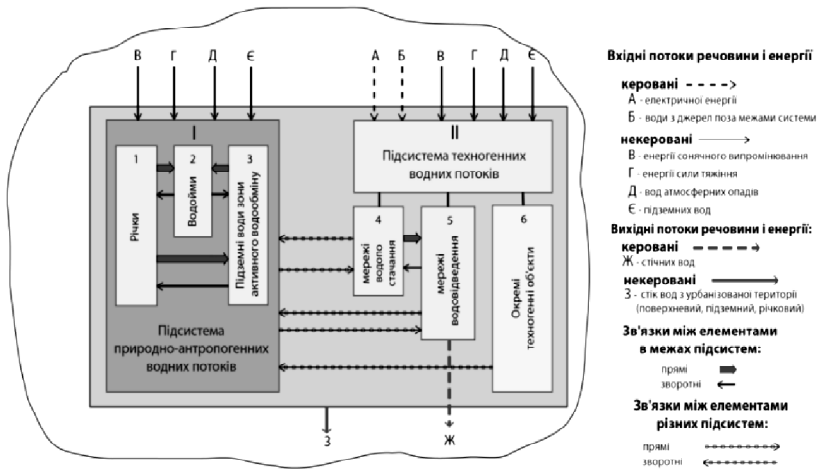 В Г Д Є А Б В Г Д Є
I
II
Підсистема техногенних
водних потоків
1
Річки
2
Водойми
3
Підземні води зони
активного водообміну
4
мережі
водопо
стачання
5
мережі
водовідведення
6
Окремі
техногенні об'єкти
Підсистема
природно-антропогенних
водних потоків
З
Ж
Вхідні потоки речовини і енергії
керовані
А - електричної енергії
Б - води з джерел поза межами системи
некеровані
В - енергії сонячного випромінювання
Г - енергії сили тяжіння
Д - вод атмосферних опадів
Є - підземних вод
Вихідні потоки речовини і енергії:
керовані
Ж - стічних вод
некеровані
З - стік вод з урбанізованої території
(поверхневий, підземний, річковий)
Зв'язки між елементами
в межах підсистем:
прямі
зворотні
Зв'язки між елементами
різних підсистем:
прямі
зворотні